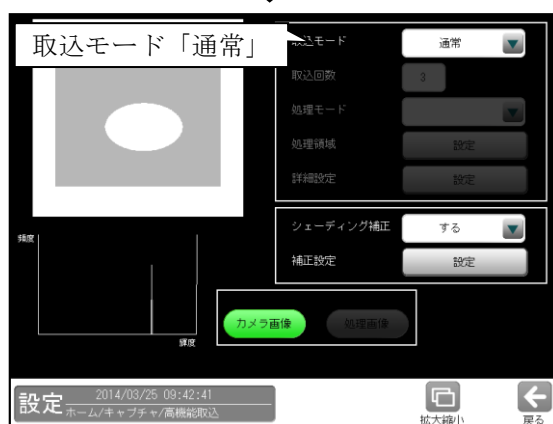 取込モード「通常」
取込モード 通常
取込回数 3
処理モード
処理領域 設定
詳細設定 設定
シェーディング補正 する
補正設定 設定
頻度
輝度
カメラ画像 処理画像
設定 2014/03/25 09:42:41
ホーム/キャプチャ/高機能取込
拡大縮小 戻る